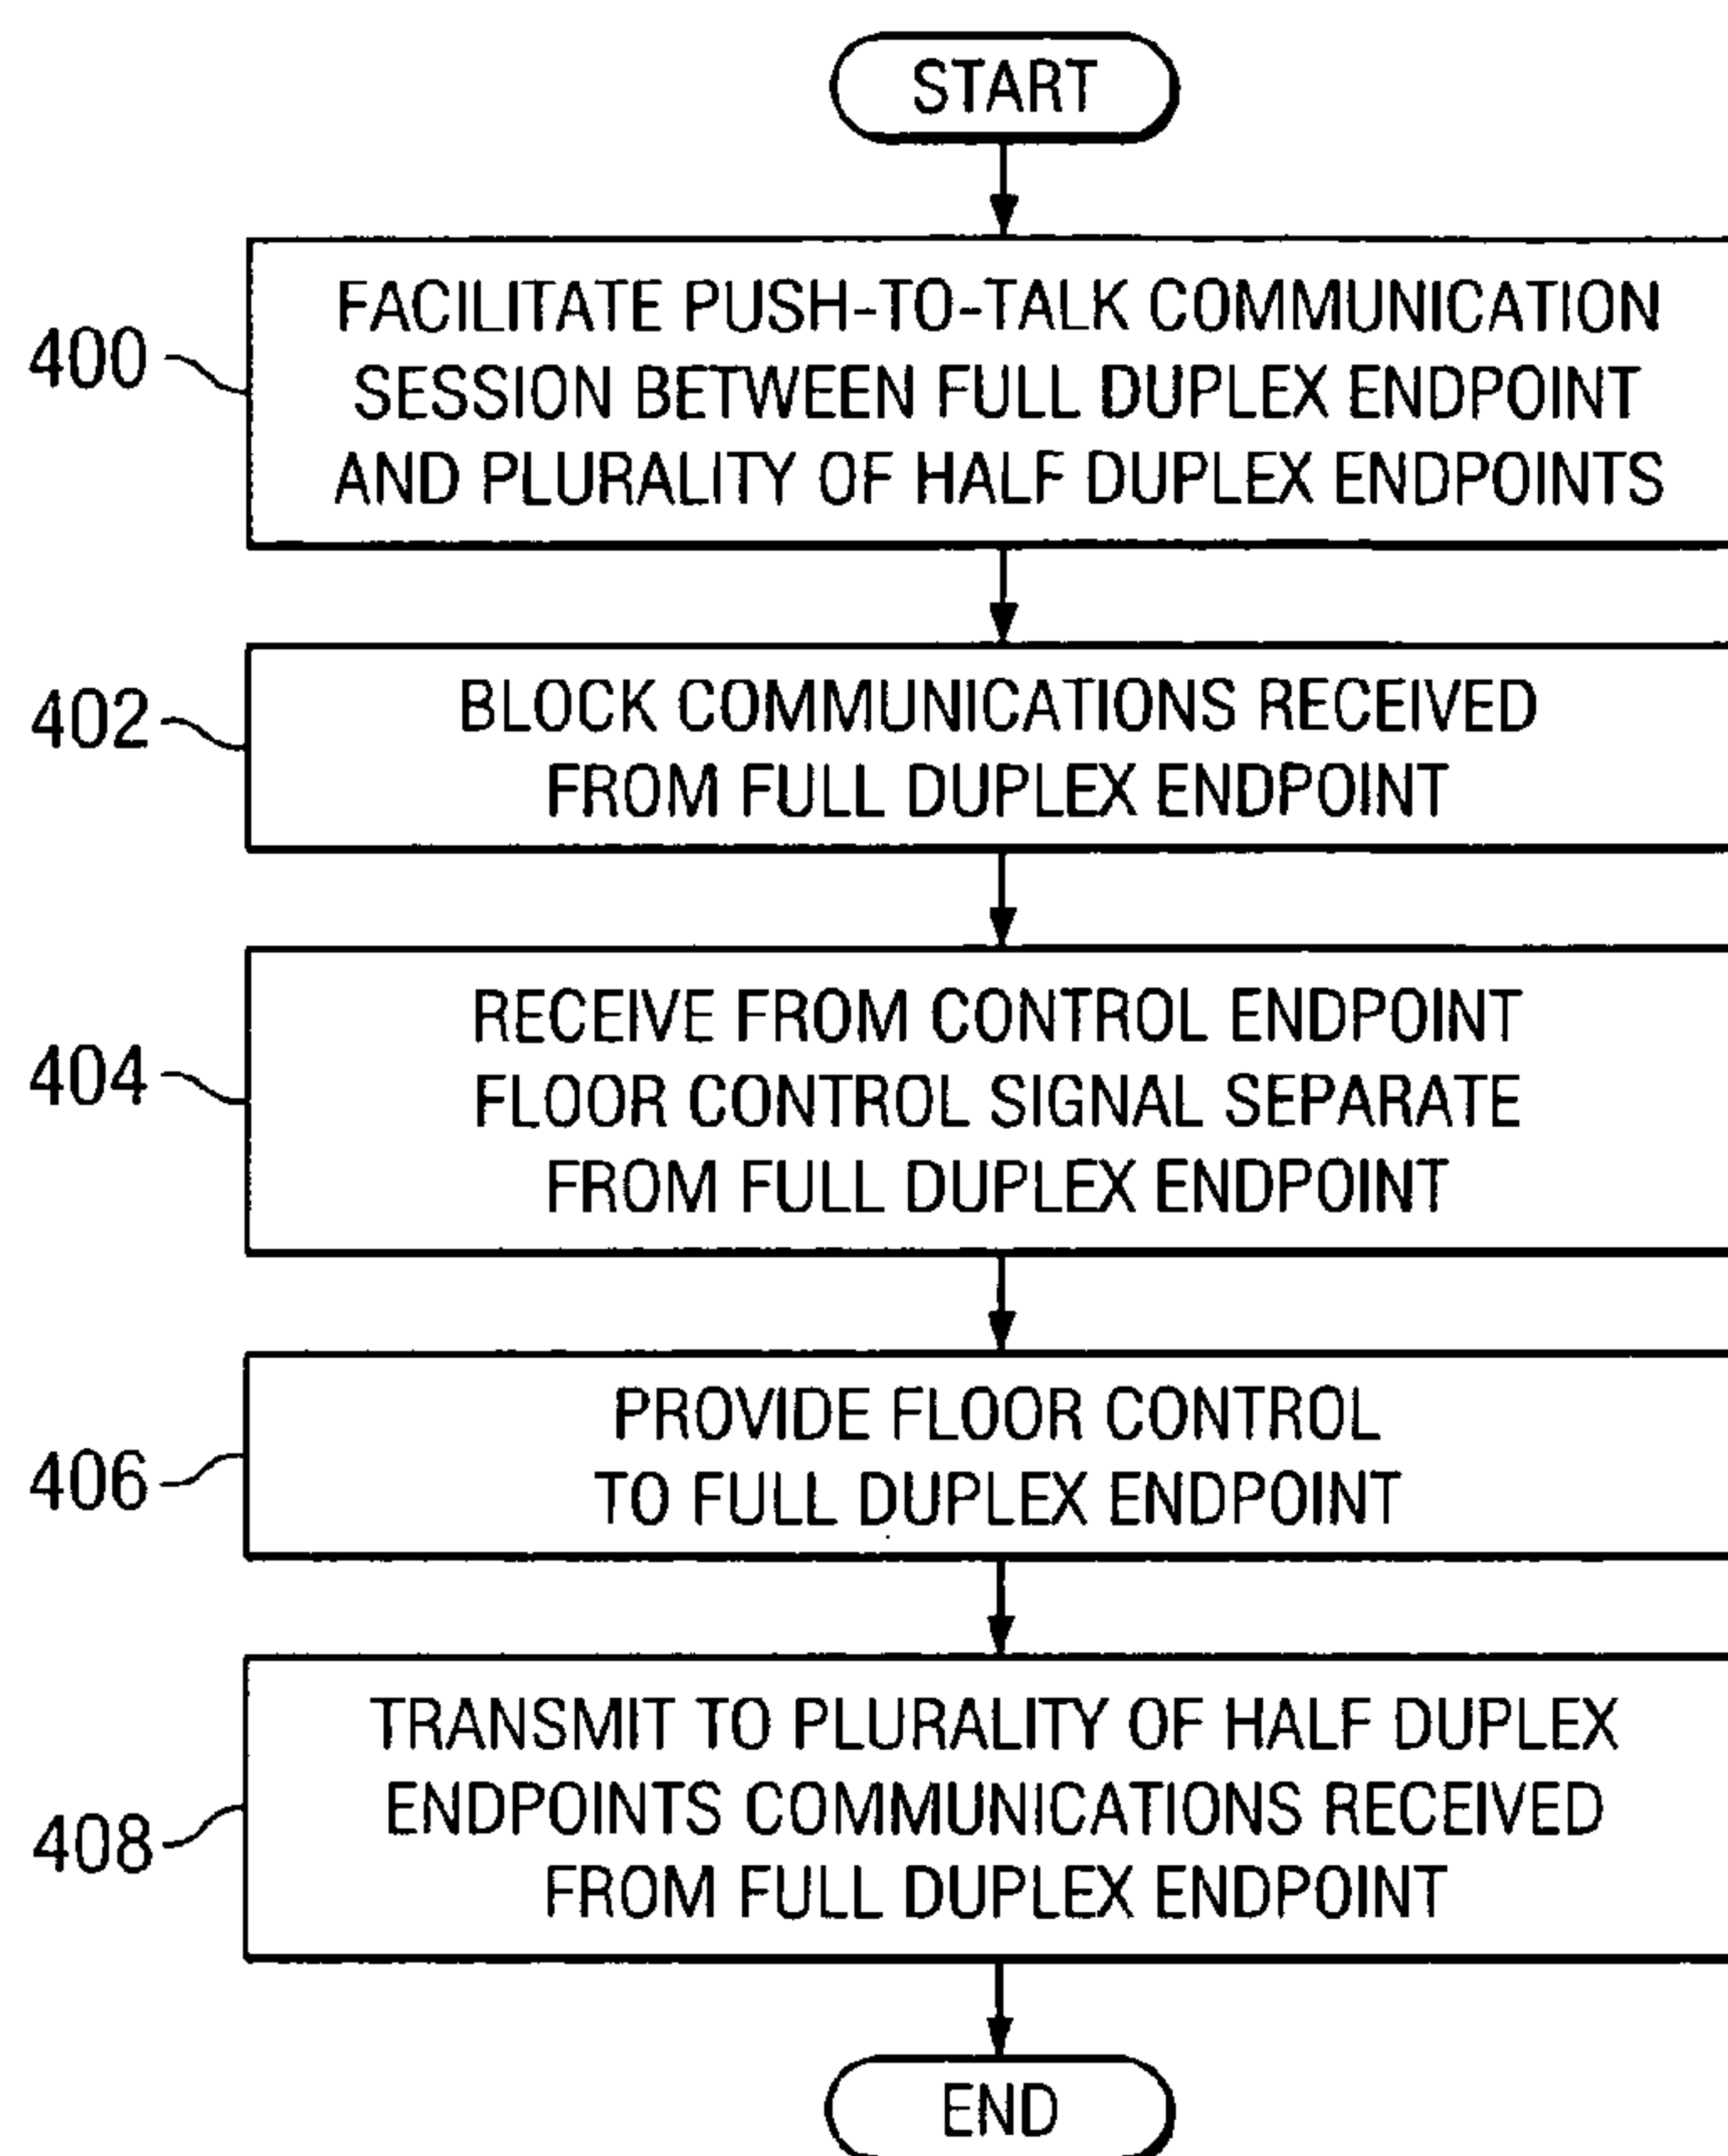 START
400
FACILITATE PUSH-TO-TALK COMMUNICATION
SESSION BETWEEN FULL DUPLEX ENDPOINT
AND PLURALITY OF HALF DUPLEX ENDPOINTS
402
BLOCK COMMUNICATIONS RECEIVED
FROM FULL DUPLEX ENDPOINT
404
RECEIVE FROM CONTROL ENDPOINT
FLOOR CONTROL SIGNAL SEPARATE
FROM FULL DUPLEX ENDPOINT
406
PROVIDE FLOOR CONTROL
TO FULL DUPLEX ENDPOINT
408
TRANSMIT TO PLURALITY OF HALF DUPLEX
ENDPOINTS COMMUNICATIONS RECEIVED
FROM FULL DUPLEX ENDPOINT
END